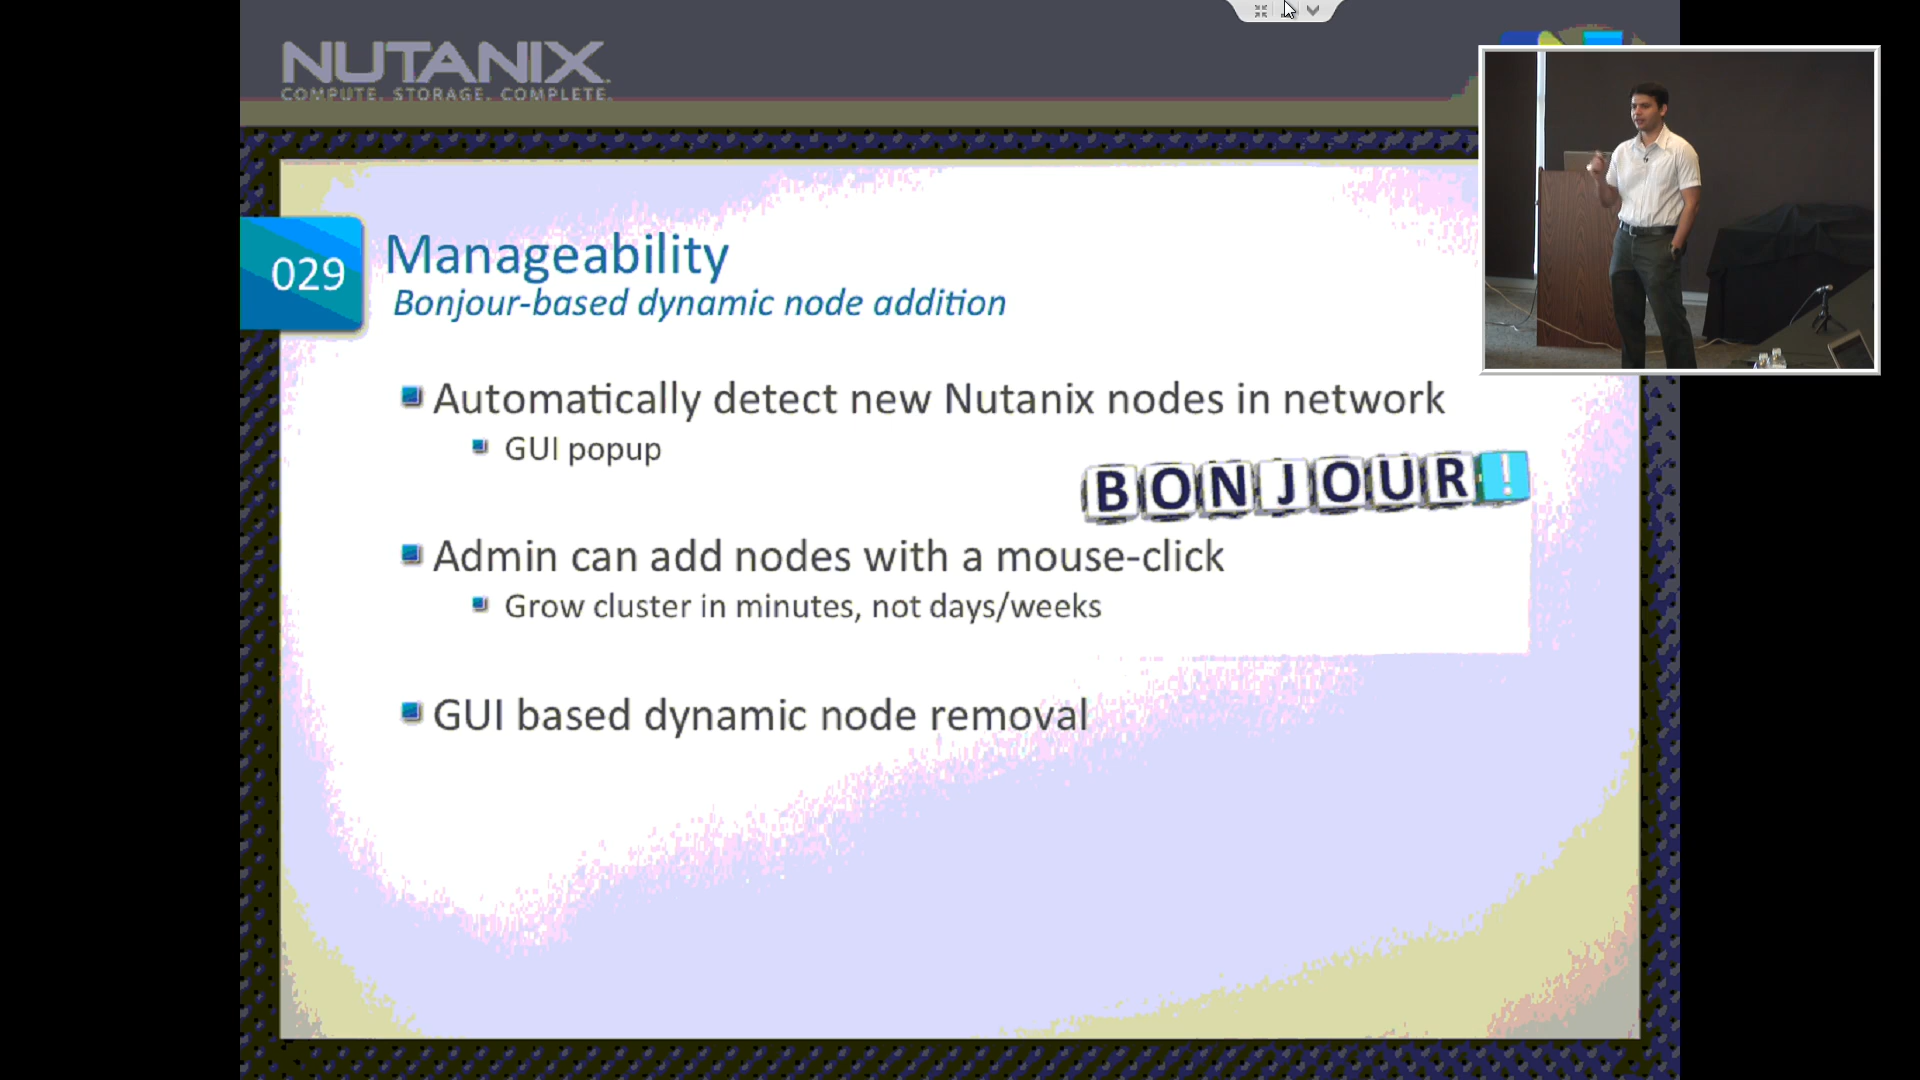 NUTANIX
COMPUTE. STORAGE. COMPLETE.
029
Manageability
Bonjour-based dynamic node addition
Automatically detect new Nutanix nodes in network
GUI popup
BONJOUR!
Admin can add nodes with a mouse-click
Grow cluster in minutes, not days/weeks
GUI based dynamic node removal